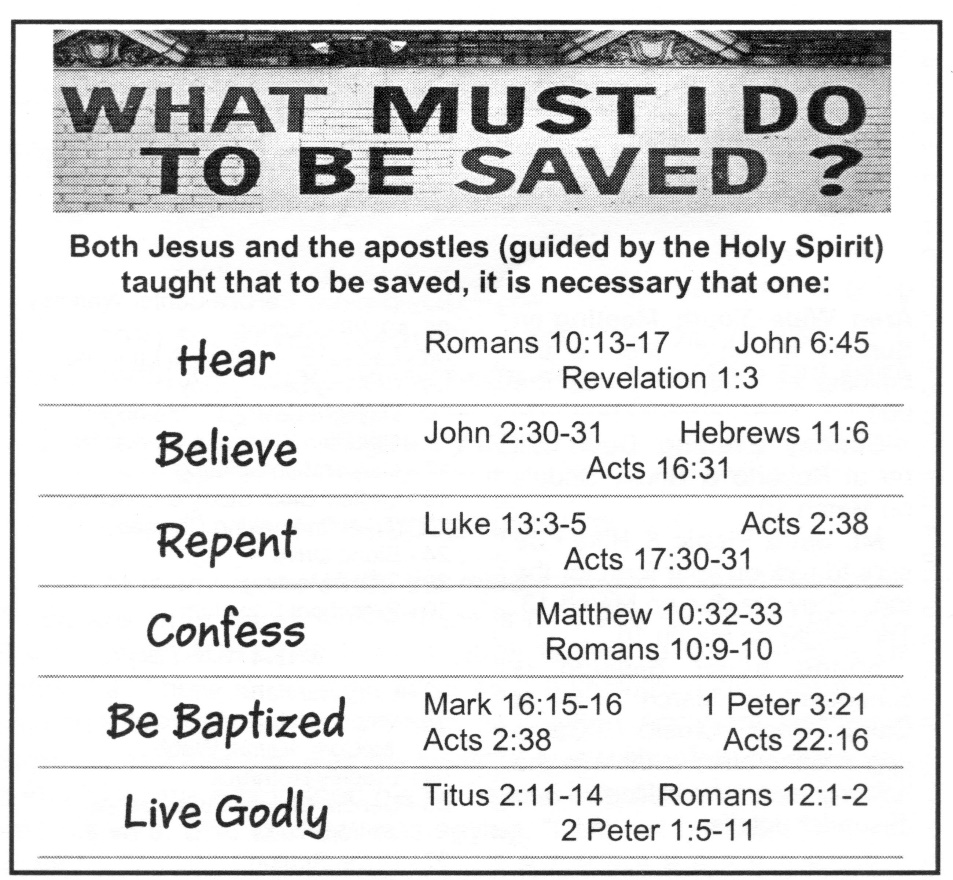 WHAT MUST I DO
TO BE SAVED ?
Both Jesus and the apostles (guided by the Holy Spirit)
taught that to be saved, it is necessary that one:
Hear
Romans 10:13-17 John 6:45
Revelation 1:3
Believe
John 2:30-31 Hebrews 11:6
Acts 16:31
Repent
Luke 13:3-5 Acts 2:38
Acts 17:30-31
Confess
Matthew 10:32-33
Romans 10:9-10
Be Baptized
Mark 16:15-16 1 Peter 3:21
Acts 2:38 Acts 22:16
Live Godly
Titus 2:11-14 Romans 12:1-2
2 Peter 1:5-11